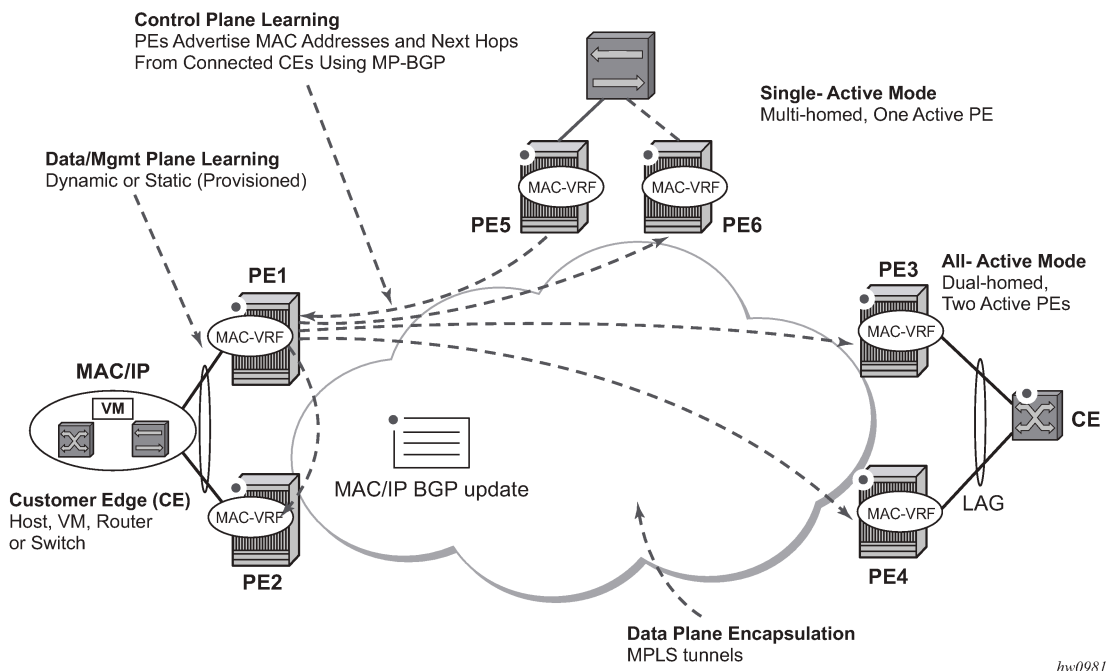 Control Plane Learning
PEs Advertise MAC Addresses and Next Hops
From Connected CEs Using MP-BGP
Single- Active Mode
Multi-homed, One Active PE
Data/Mgmt Plane Learning
Dynamic or Static (Provisioned)
MAC-VRF
MAC-VRF
PE5
PE6
PE1
MAC-VRF
PE3
MAC-VRF
All- Active Mode
Dual-homed,
Two Active PEs
MAC/IP
VM
CE
MAC/IP BGP update
Customer Edge (CE)
Host, VM, Router
or Switch
MAC-VRF
PE2
MAC-VRF
PE4
LAG
Data Plane Encapsulation
MPLS tunnels
hw0981